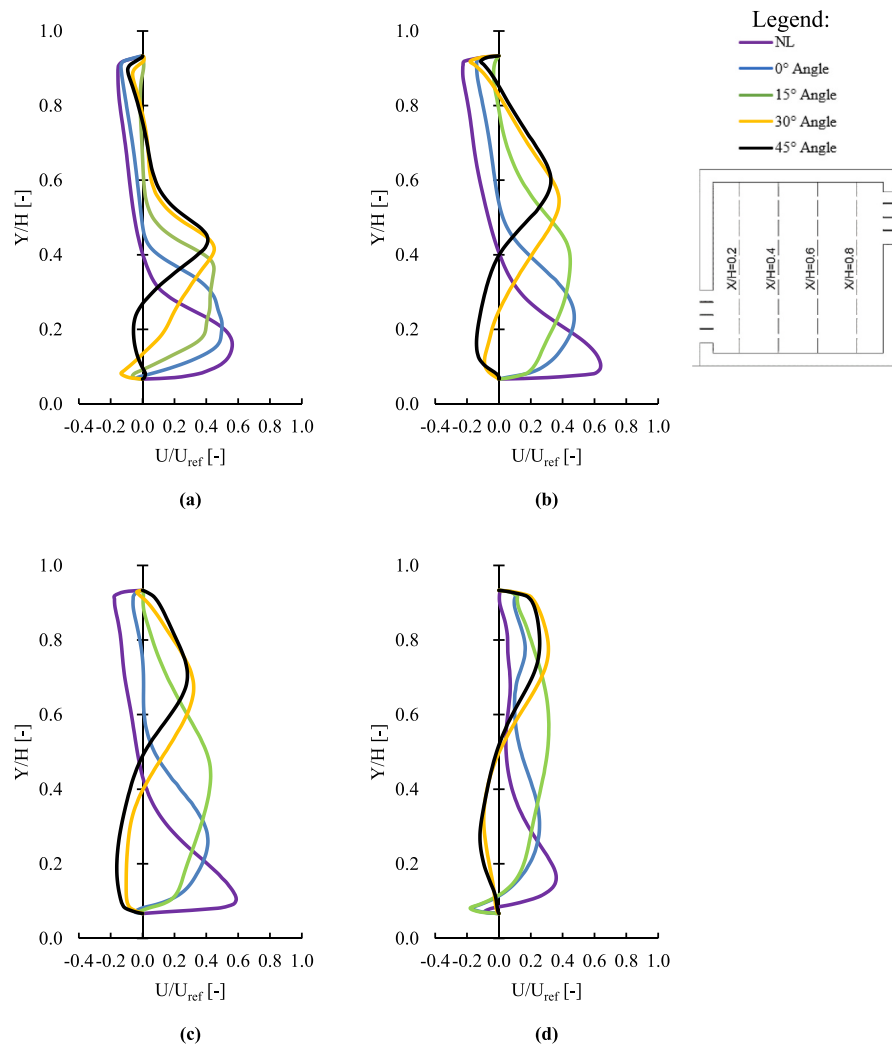 Legend:
NL
0° Angle
15° Angle
30° Angle
45° Angle
X/H=0.2
X/H=0.4
X/H=0.6
X/H=0.8
1.0
0.8
0.6
0.4
0.2
0.0
Y/H [-]
-0.4 -0.2 0.0 0.2 0.4 0.6 0.8 1.0
U/Uref [-]
(a)
1.0
0.8
0.6
0.4
0.2
0.0
Y/H [-]
-0.4 -0.2 0.0 0.2 0.4 0.6 0.8 1.0
U/Uref [-]
(b)
1.0
0.8
0.6
0.4
0.2
0.0
Y/H [-]
-0.4 -0.2 0.0 0.2 0.4 0.6 0.8 1.0
U/Uref [-]
(c)
1.0
0.8
0.6
0.4
0.2
0.0
Y/H [-]
-0.4 -0.2 0.0 0.2 0.4 0.6 0.8 1.0
U/Uref [-]
(d)